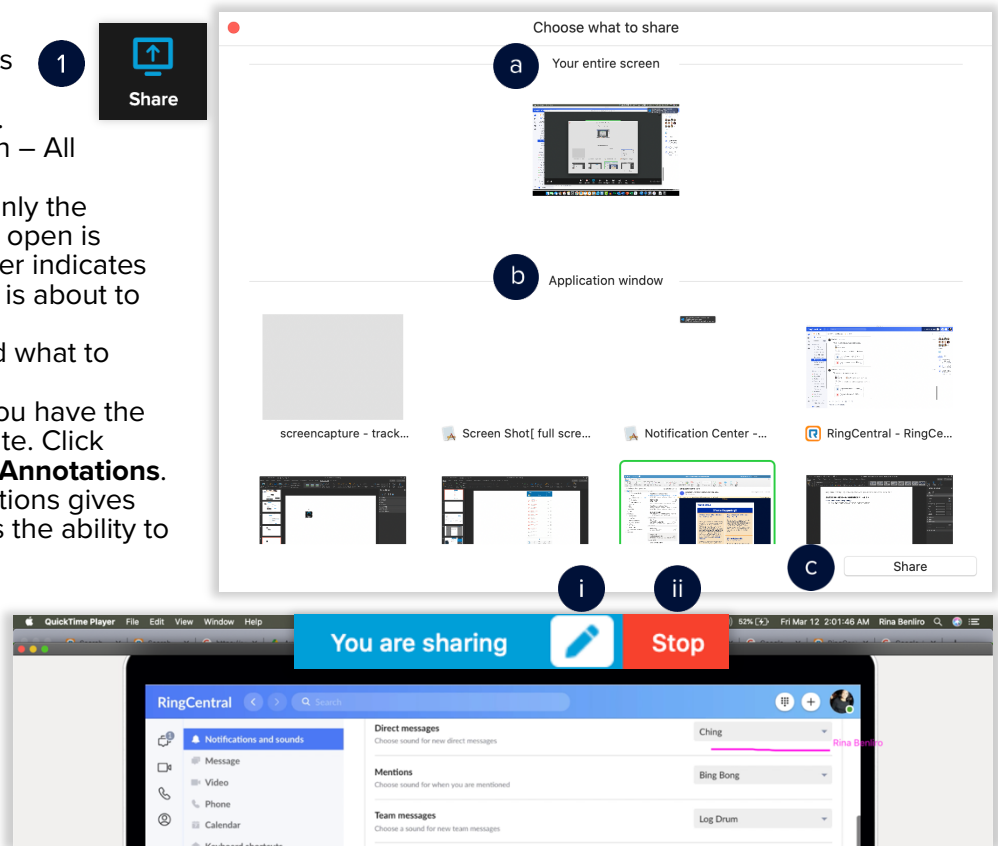 s
1
Share
.
n – All
nly the
open is
er indicates
is about to
d what to
ou have the
te. Click
Annotations.
tions gives
s the ability to
Choose what to share
a
Your entire screen
b
Application window
screencapture - track...
Screen Shot[ full scre...
Notification Center -...
RingCentral - RingCe...
c
Share
i
ii
QuickTime Player File Edit View Window Help
52% Fri Mar 12 2:01:46 AM Rina Benliro
You are sharing
Stop
RingCentral
Search
Notifications and sounds
Message
Video
Phone
Calendar
Keyboard shortcuts
Direct messages
Choose sound for new direct messages
Ching
Rina Benliro
Mentions
Choose sound for when you are mentioned
Bing Bong
Team messages
Choose a sound for new team messages
Log Drum